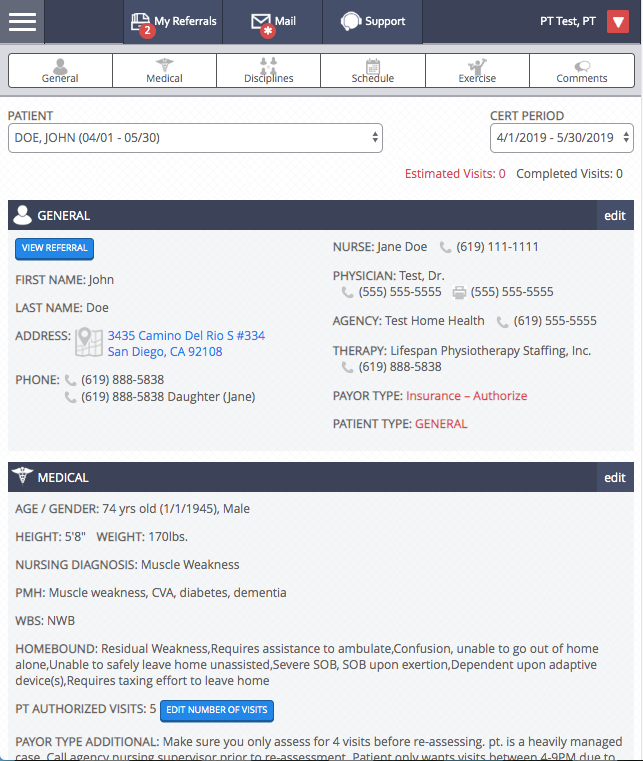 My Referrals
2
Mail
Support
PT Test, PT
General
Medical
Disciplines
Schedule
Exercise
Comments
PATIENT
CERT PERIOD
DOE, JOHN (04/01 - 05/30)
4/1/2019 - 5/30/2019
Estimated Visits: 0 Completed Visits: 0
GENERAL
edit
VIEW REFERRAL
FIRST NAME: John
LAST NAME: Doe
ADDRESS: 3435 Camino Del Rio S #334
San Diego, CA 92108
PHONE: (619) 888-5838
(619) 888-5838 Daughter (Jane)
NURSE: Jane Doe (619) 111-1111
PHYSICIAN: Test, Dr.
(555) 555-5555 (555) 555-5555
AGENCY: Test Home Health (619) 555-5555
THERAPY: Lifespan Physiotherapy Staffing, Inc.
(619) 888-5838
PAYOR TYPE: Insurance – Authorize
PATIENT TYPE: GENERAL
MEDICAL
edit
AGE / GENDER: 74 yrs old (1/1/1945), Male
HEIGHT: 5'8" WEIGHT: 170lbs.
NURSING DIAGNOSIS: Muscle Weakness
PMH: Muscle weakness, CVA, diabetes, dementia
WBS: NWB
HOMEBOUND: Residual Weakness,Requires assistance to ambulate,Confusion, unable to go out of home
alone,Unable to safely leave home unassisted,Severe SOB, SOB upon exertion,Dependent upon adaptive
device(s),Requires taxing effort to leave home
PT AUTHORIZED VISITS: 5 EDIT NUMBER OF VISITS
PAYOR TYPE ADDITIONAL: Make sure you only assess for 4 visits before re-assessing. pt. is a heavily managed
case. Call agency nursing supervisor prior to re-assessment. Patient only wants visits between 4-9PM due to